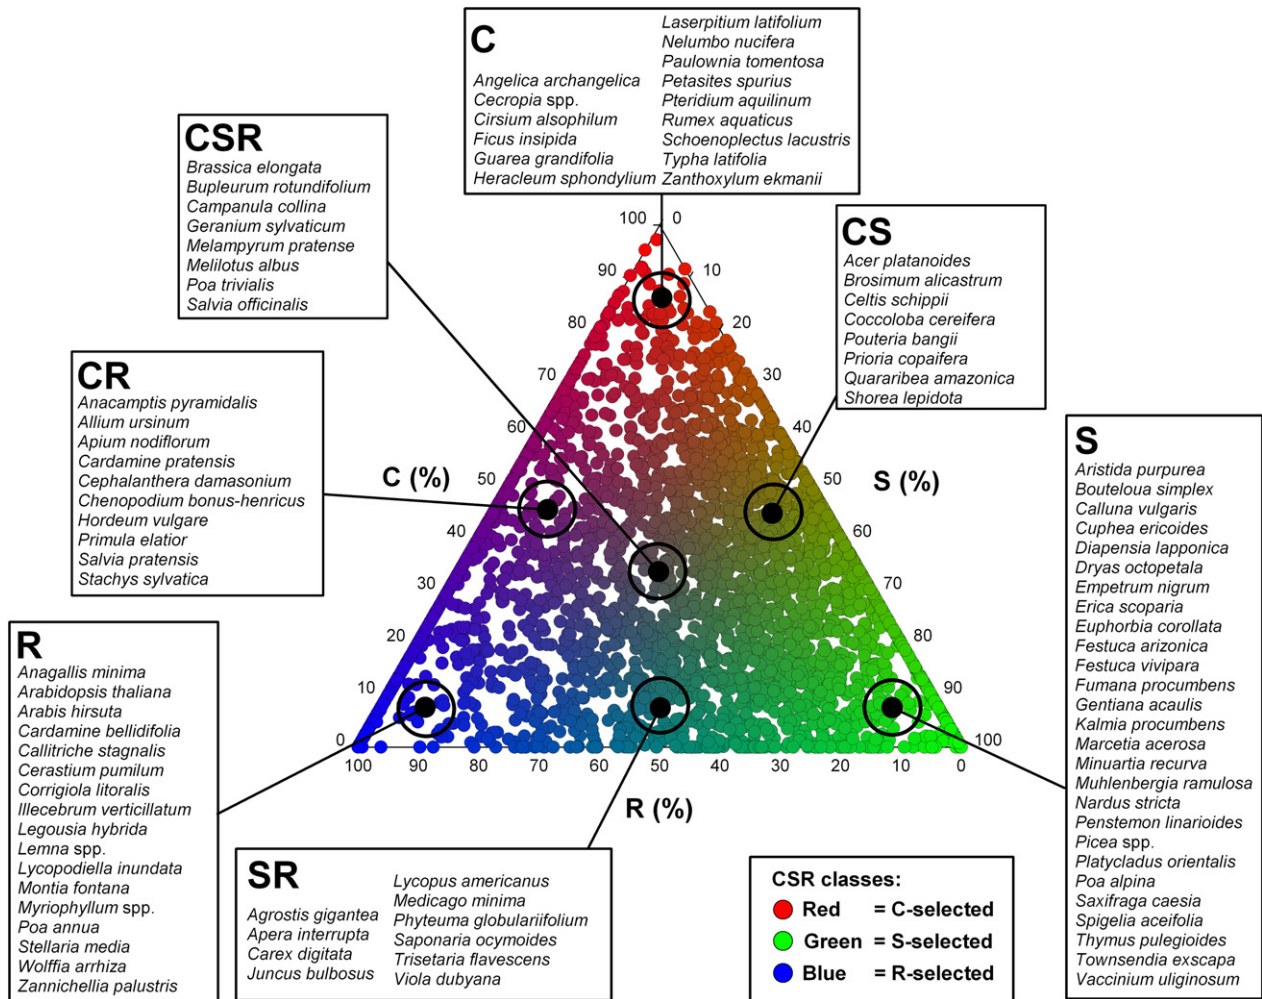 C
Angelica archangelica
Cecropia spp.
Cirsium alsophilum
Ficus insipida
Guarea grandifolia
Heracleum sphondylium
Laserpitium latifolium
Nelumbo nucifera
Paulownia tomentosa
Petasites spurius
Pteridium aquilinum
Rumex aquaticus
Schoenoplectus lacustris
Typha latifolia
Zanthoxylum ekmanii
CSR
Brassica elongata
Bupleurum rotundifolium
Campanula collina
Geranium sylvaticum
Melampyrum pratense
Melilotus albus
Poa trivialis
Salvia officinalis
CS
Acer platanoides
Brosimum alicastrum
Celtis schippii
Coccoloba cereifera
Pouteria bangii
Prioria copaifera
Quararibea amazonica
Shorea lepidota
CR
Anacamptis pyramidalis
Allium ursinum
Apium nodiflorum
Cardamine pratensis
Cephalanthera damasonium
Chenopodium bonus-henricus
Hordeum vulgare
Primula elatior
Salvia pratensis
Stachys sylvatica
S
Aristida purpurea
Bouteloua simplex
Calluna vulgaris
Cuphea ericoides
Diapensia lapponica
Dryas octopetala
Empetrum nigrum
Erica scoparia
Euphorbia corollata
Festuca arizonica
Festuca vivipara
Fumana procumbens
Gentiana acaulis
Kalmia procumbens
Marcetia acerosa
Minuartia recurva
Muhlenbergia ramulosa
Nardus stricta
Penstemon linarioides
Picea spp.
Platycladus orientalis
Poa alpina
Saxifraga caesia
Spigelia aceifolia
Thymus pulegioides
Townsendia exscapa
Vaccinium uliginosum
R
Anagallis minima
Arabidopsis thaliana
Arabis hirsuta
Cardamine bellidifolia
Callitriche stagnalis
Cerastium pumilum
Corrigiola litoralis
Illecebrum verticillatum
Legousia hybrida
Lemna spp.
Lycopodiella inundata
Montia fontana
Myriophyllum spp.
Poa annua
Stellaria media
Wolffia arrhiza
Zannichellia palustris
SR
Agrostis gigantea
Apera interrupta
Carex digitata
Juncus bulbosus
Lycopus americanus
Medicago minima
Phyteuma globulariifolium
Saponaria ocymoides
Trisetaria flavescens
Viola dubyana
C (%)
100
90
80
70
60
50
40
30
20
10
0
S (%)
0
10
20
30
40
50
60
70
80
90
100
100 90 80 70 60 50 40 30 20 10 0
R (%)
CSR classes:
Red = C-selected
Green = S-selected
Blue = R-selected